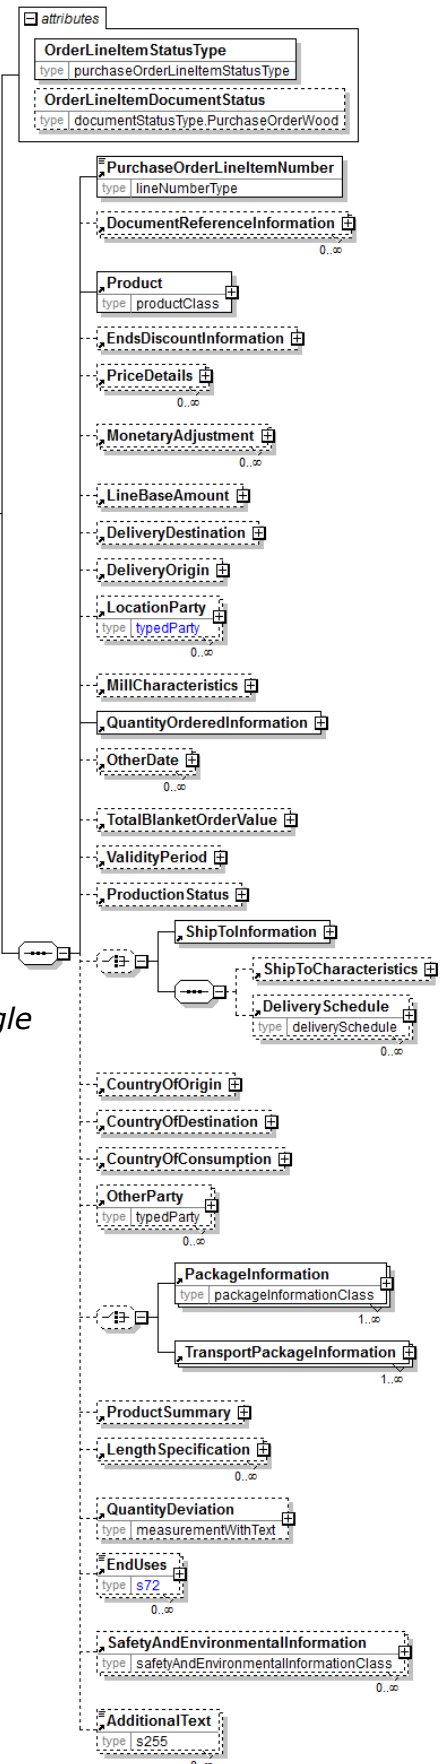 attributes
OrderLineItemStatusType
type purchaseOrderLineItemStatusType
OrderLineItemDocumentStatus
type documentStatusType.PurchaseOrderWood
PurchaseOrderLineItemNumber
type lineNumberType
DocumentReferenceInformation
0..∞
Product
type productClass
EndsDiscountInformation
PriceDetails
0..∞
MonetaryAdjustment
0..∞
LineBaseAmount
DeliveryDestination
DeliveryOrigin
LocationParty
type typedParty
0..∞
MillCharacteristics
QuantityOrderedInformation
OtherDate
0..∞
TotalBlanketOrderValue
ValidityPeriod
ProductionStatus
ShipToInformation
ShipToCharacteristics
DeliverySchedule
type deliverySchedule
0..∞
gle
CountryOfOrigin
CountryOfDestination
CountryOfConsumption
OtherParty
type typedParty
0..∞
PackageInformation
type packageInformationClass
1..∞
TransportPackageInformation
1..∞
ProductSummary
LengthSpecification
0..∞
QuantityDeviation
type measurementWithText
EndUses
type s72
0..∞
SafetyAndEnvironmentalInformation
type safetyAndEnvironmentalInformationClass
0..∞
AdditionalText
type s255